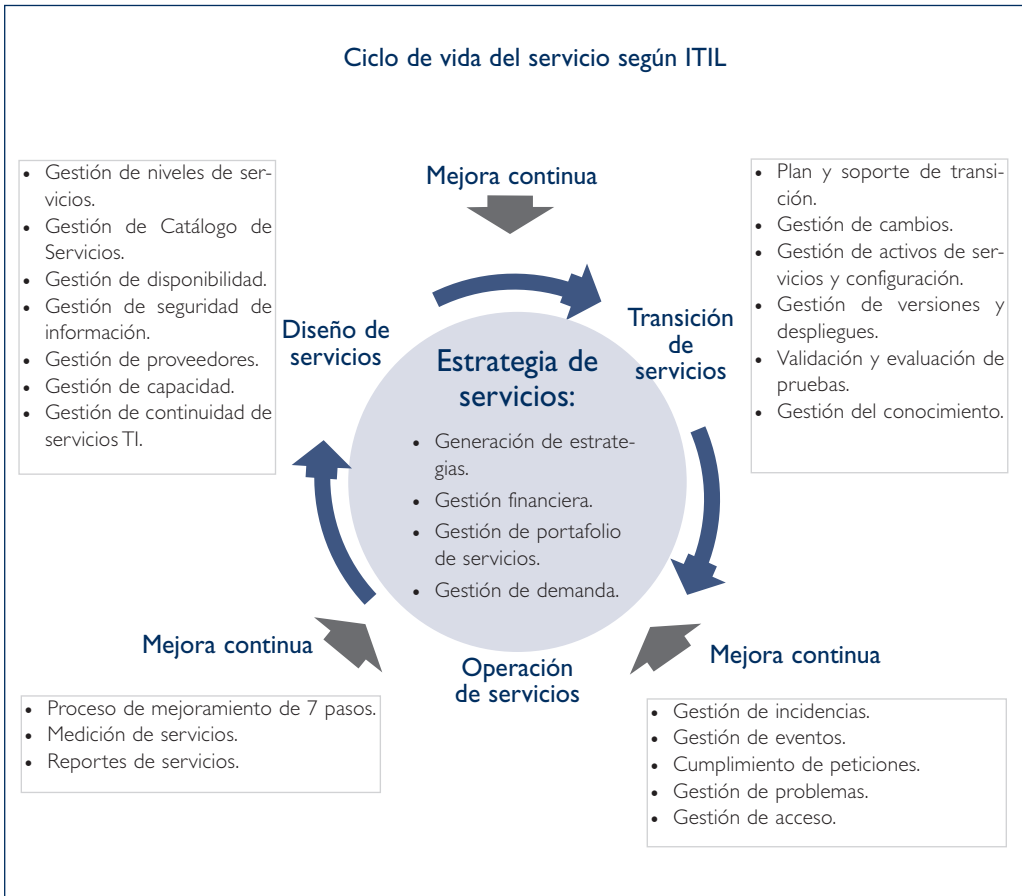 Ciclo de vida del servicio según ITIL
• Gestión de niveles de ser-
vicios.
• Gestión de Catálogo de
Servicios.
• Gestión de disponibilidad.
• Gestión de seguridad de
información.
• Gestión de proveedores.
• Gestión de capacidad.
• Gestión de continuidad de
servicios TI.
Mejora continua
• Plan y soporte de transi-
ción.
• Gestión de cambios.
• Gestión de activos de ser-
vicios y configuración.
• Gestión de versiones y
despliegues.
• Validación y evaluación de
pruebas.
• Gestión del conocimiento.
Diseño de
servicios
Transición
de
servicios
Estrategia de
servicios:
• Generación de estrate-
gias.
• Gestión financiera.
• Gestión de portafolio
de servicios.
• Gestión de demanda.
Mejora continua
Operación
de servicios
Mejora continua
• Proceso de mejoramiento de 7 pasos.
• Medición de servicios.
• Reportes de servicios.
• Gestión de incidencias.
• Gestión de eventos.
• Cumplimiento de peticiones.
• Gestión de problemas.
• Gestión de acceso.